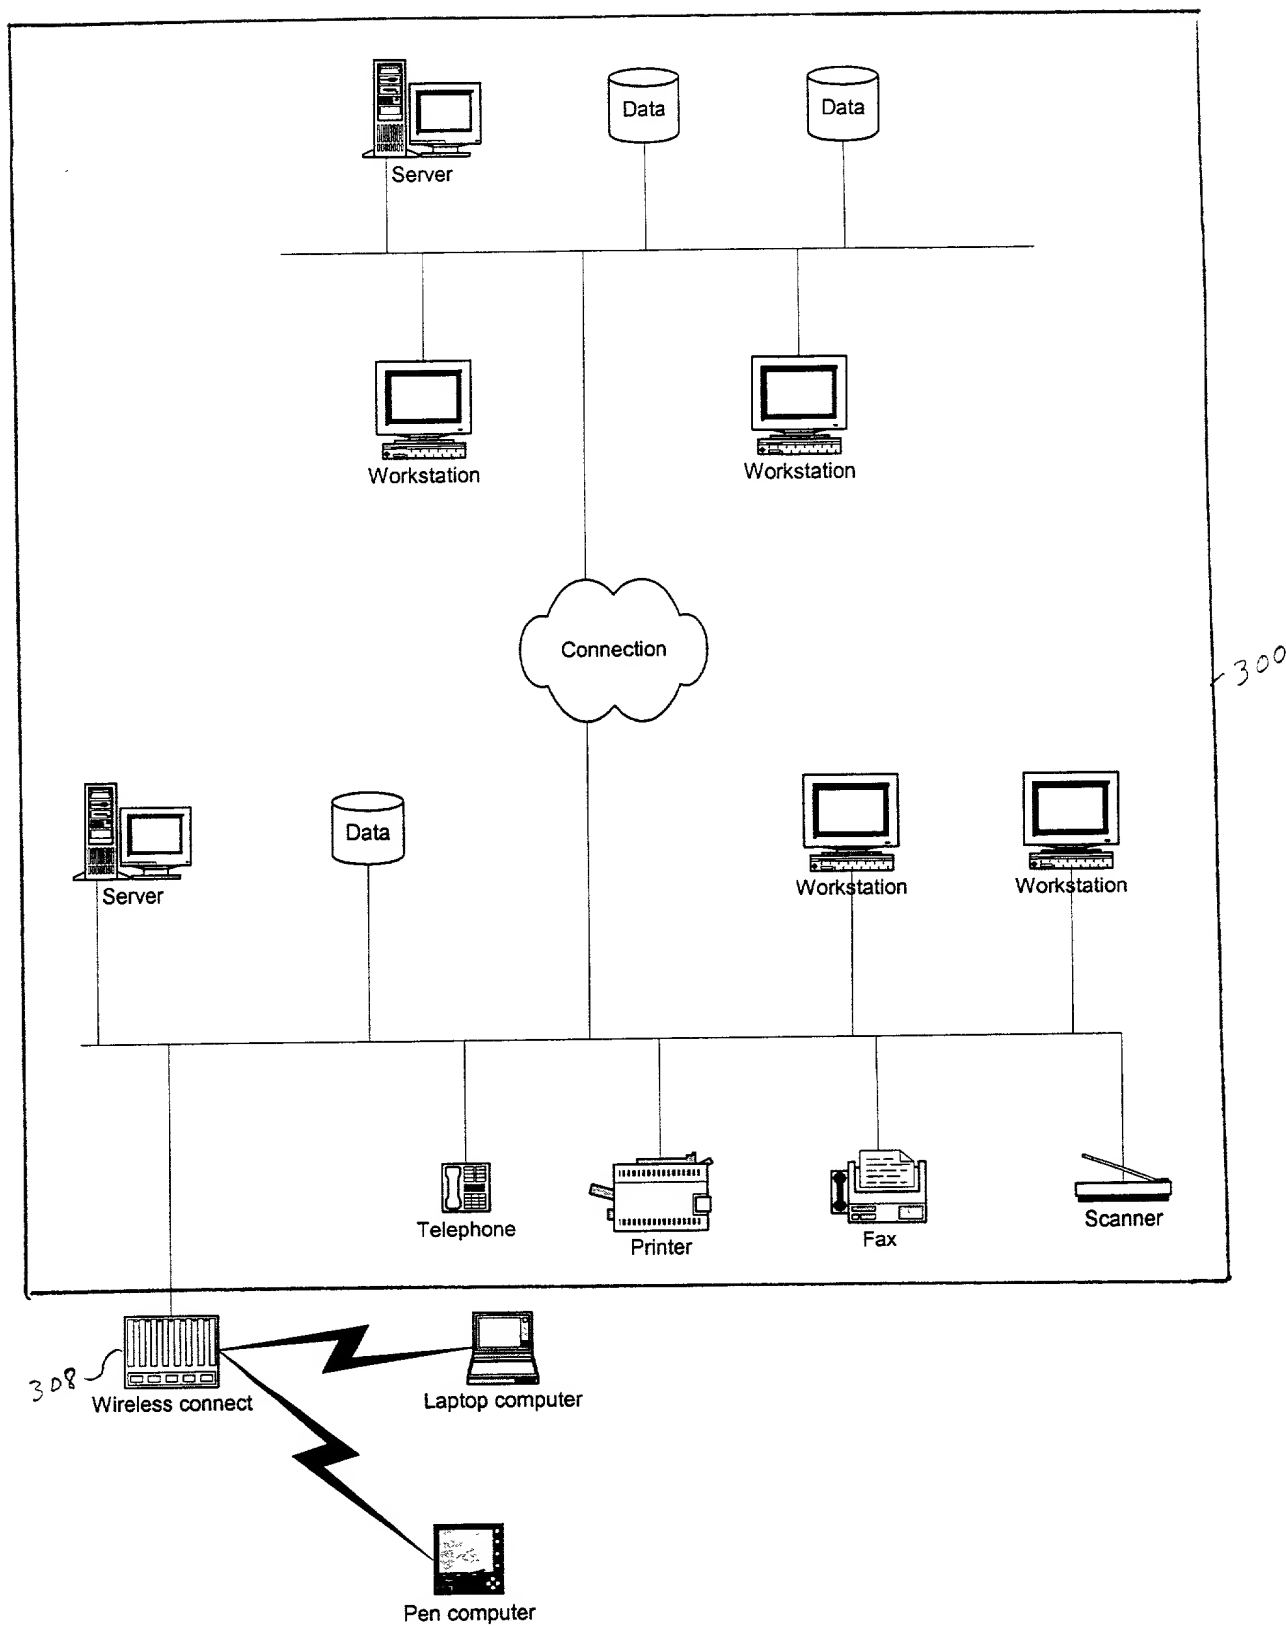 Data
Data
Server
Workstation
Workstation
Connection
300
Data
Server
Workstation
Workstation
Telephone
Printer
Fax
Scanner
308
Wireless connect
Laptop computer
Pen computer